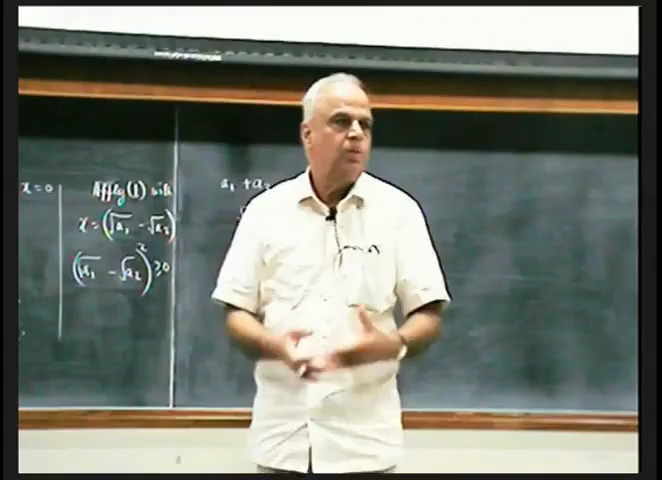 x=0
Apply (1) with
x = (√a₁ - √a₂)
(√a₁ - √a₂)² ≥0
a₁ + a₂